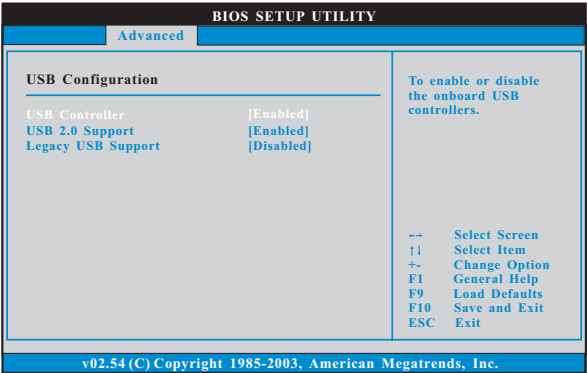 BIOS SETUP UTILITY
Advanced
USB Configuration
USB Controller [Enabled]
USB 2.0 Support [Enabled]
Legacy USB Support [Disabled]
To enable or disable
the onboard USB
controllers.
←→ Select Screen
↑↓ Select Item
+- Change Option
F1 General Help
F9 Load Defaults
F10 Save and Exit
ESC Exit
v02.54 (C) Copyright 1985-2003, American Megatrends, Inc.